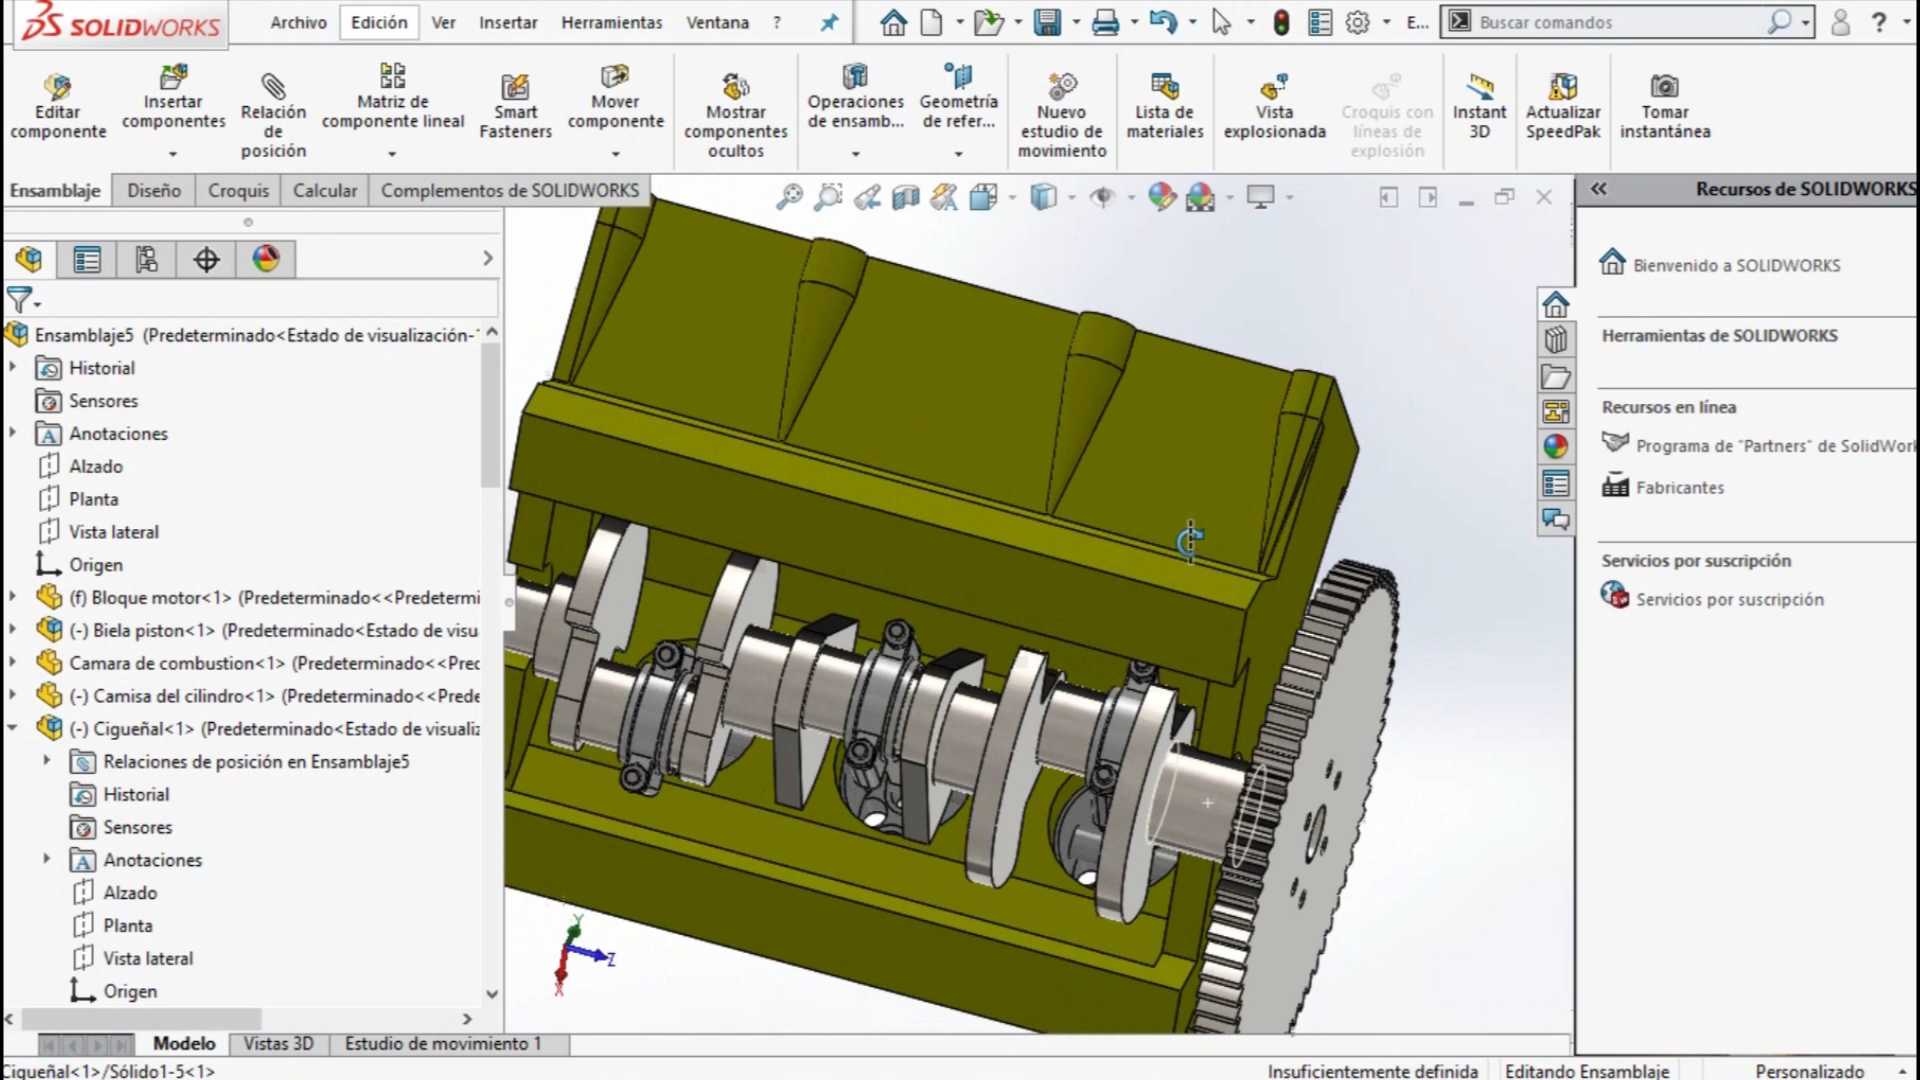 SOLIDWORKS
Archivo Edición Ver Insertar Herramientas Ventana ?
E...
Buscar comandos
?
Editar componente
Insertar componentes
Relación de posición
Matriz de componente lineal
Smart Fasteners
Mover componente
Mostrar componentes ocultos
Operaciones de ensamb...
Geometría de refer...
Nuevo estudio de movimiento
Lista de materiales
Vista explosionada
Croquis con líneas de explosión
Instant 3D
Actualizar SpeedPak
Tomar instantánea
Ensamblaje Diseño Croquis Calcular Complementos de SOLIDWORKS
Recursos de SOLIDWORKS
Ensamblaje5 (Predeterminado<Estado de visualización-
Historial
Sensores
Anotaciones
Alzado
Planta
Vista lateral
Origen
(f) Bloque motor<1> (Predeterminado<<Predetermi
(-) Biela piston<1> (Predeterminado<Estado de visu
Camara de combustion<1> (Predeterminado<<Prec
(-) Camisa del cilindro<1> (Predeterminado<<Prede
(-) Cigueñal<1> (Predeterminado<Estado de visualiz
Relaciones de posición en Ensamblaje5
Historial
Sensores
Anotaciones
Alzado
Planta
Vista lateral
Origen
Y
Z
X
Bienvenido a SOLIDWORKS
Herramientas de SOLIDWORKS
Recursos en línea
Programa de "Partners" de SolidWork
Fabricantes
Servicios por suscripción
Servicios por suscripción
Modelo Vistas 3D Estudio de movimiento 1
Cigueñal<1>/Sólido1-5<1>
Insuficientemente definida Editando Ensamblaje Personalizado